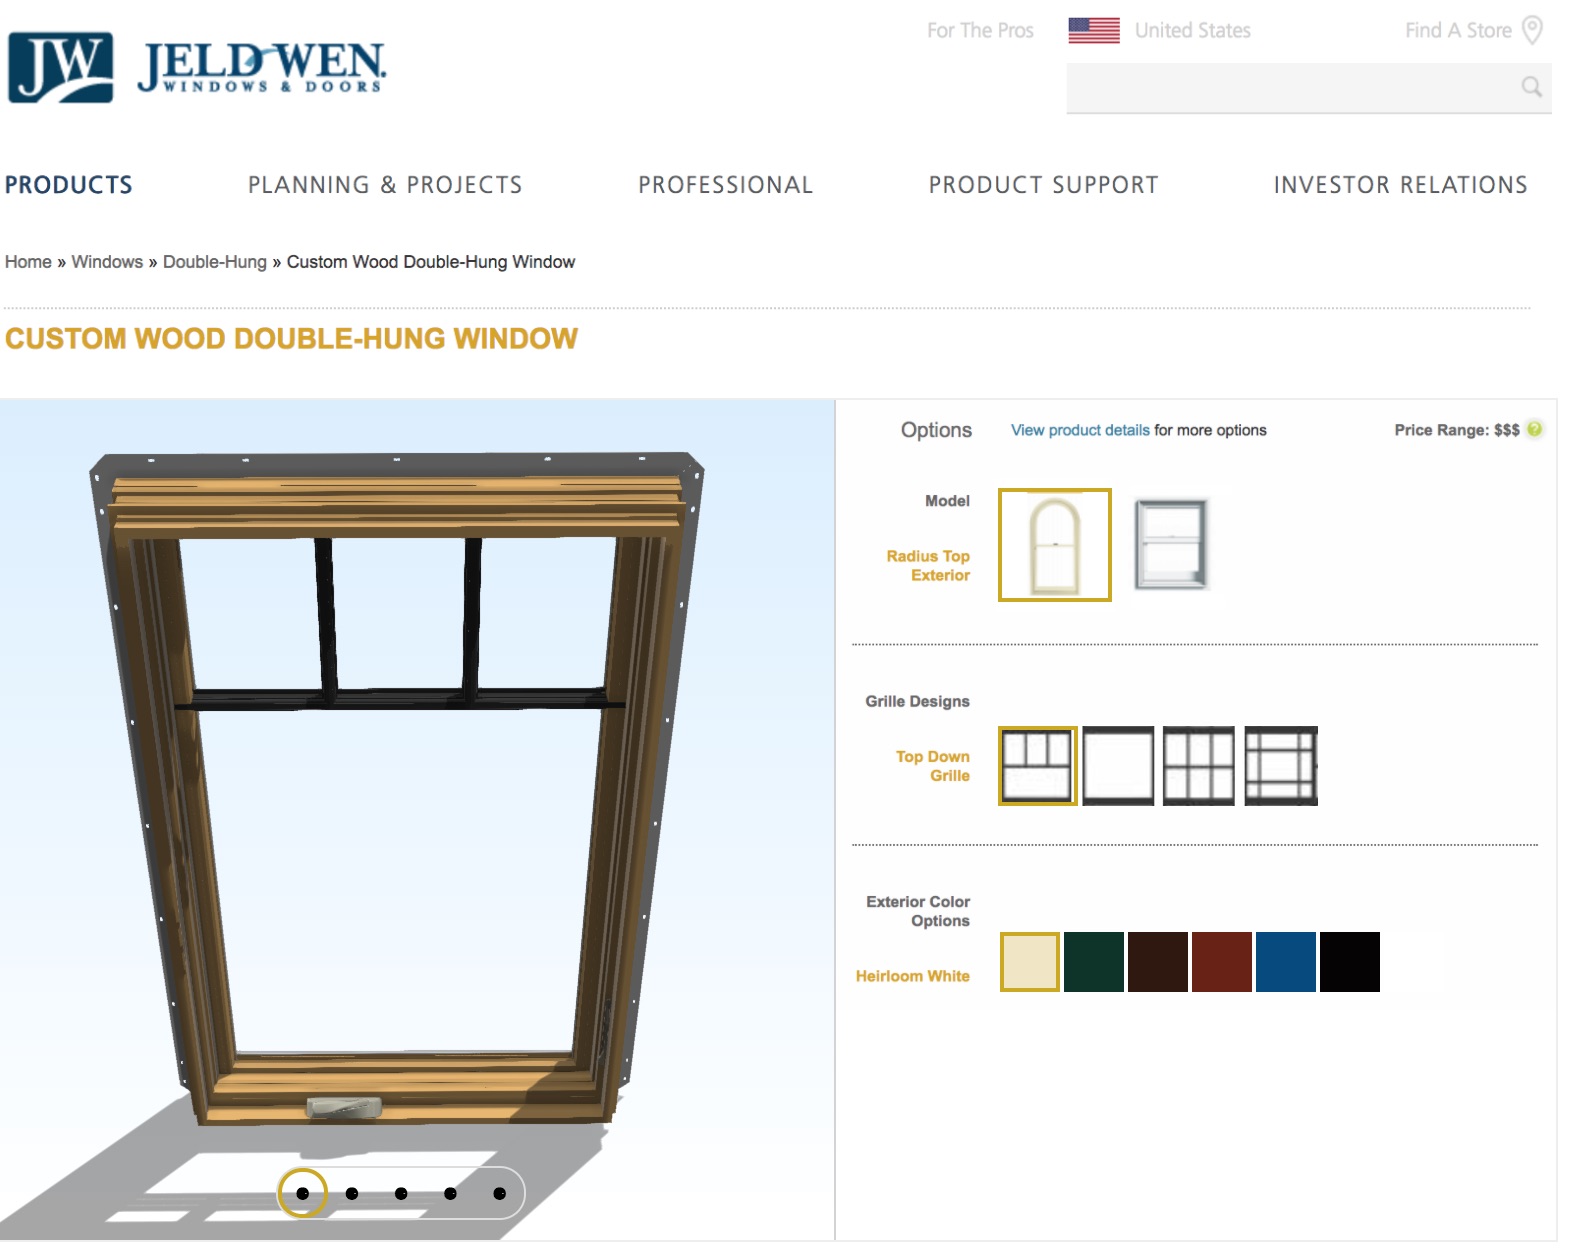 For The Pros
United States
Find A Store
JW JELD-WEN.
WINDOWS & DOORS
PRODUCTS
PLANNING & PROJECTS
PROFESSIONAL
PRODUCT SUPPORT
INVESTOR RELATIONS
Home » Windows » Double-Hung » Custom Wood Double-Hung Window
CUSTOM WOOD DOUBLE-HUNG WINDOW
Options
View product details for more options
Price Range: $$$ ?
Model
Radius Top
Exterior
Grille Designs
Top Down
Grille
Exterior Color
Options
Heirloom White